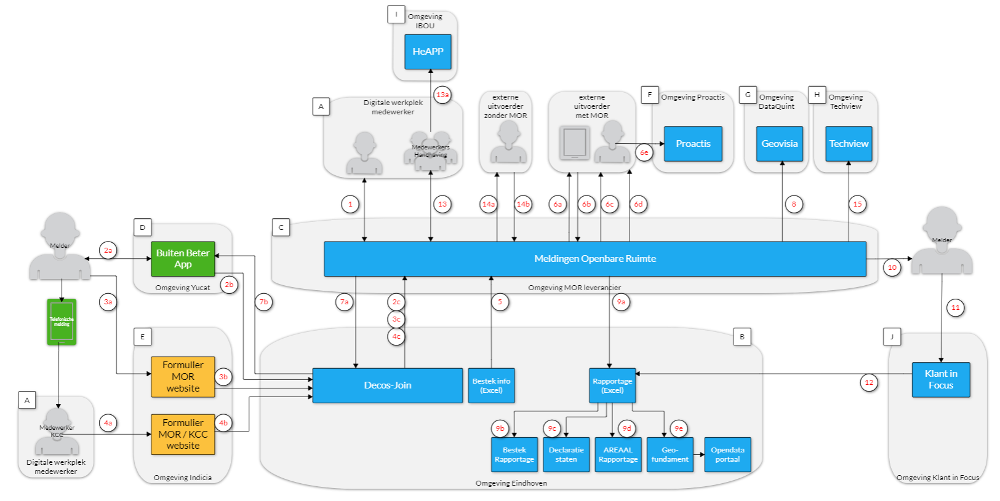 I
Omgeving
IBOU
HeAPP
13a
A
Digitale werkplek
medewerker
Medewerkers
Handhaving
externe
uitvoerder
zonder MOR
externe
uitvoerder
met MOR
6e
F
Omgeving Proactis
Proactis
G
Omgeving
DataQuint
Geovisia
H
Omgeving
Techview
Techview
1
13
14a
14b
6a
6b
6c
6d
8
15
Melder
2a
D
Buiten Beter
App
Omgeving Yucat
2b
7b
C
Meldingen Openbare Ruimte
Omgeving MOR leverancier
10
Melder
3a
Telefonische
melding
7a
2c
3c
4c
5
9a
11
E
Formulier
MOR
website
3b
Formulier
MOR / KCC
website
4b
Omgeving Indicia
A
Medewerker
KCC
4a
Digitale werkplek
medewerker
B
Decos-Join
Bestek info
(Excel)
Rapportage
(Excel)
12
J
Klant in
Focus
Omgeving Klant in Focus
9b
9c
9d
9e
Bestek
Rapportage
Declaratie
staten
AREAAL
Rapportage
Geo-
fundament
Opendata
portaal
Omgeving Eindhoven